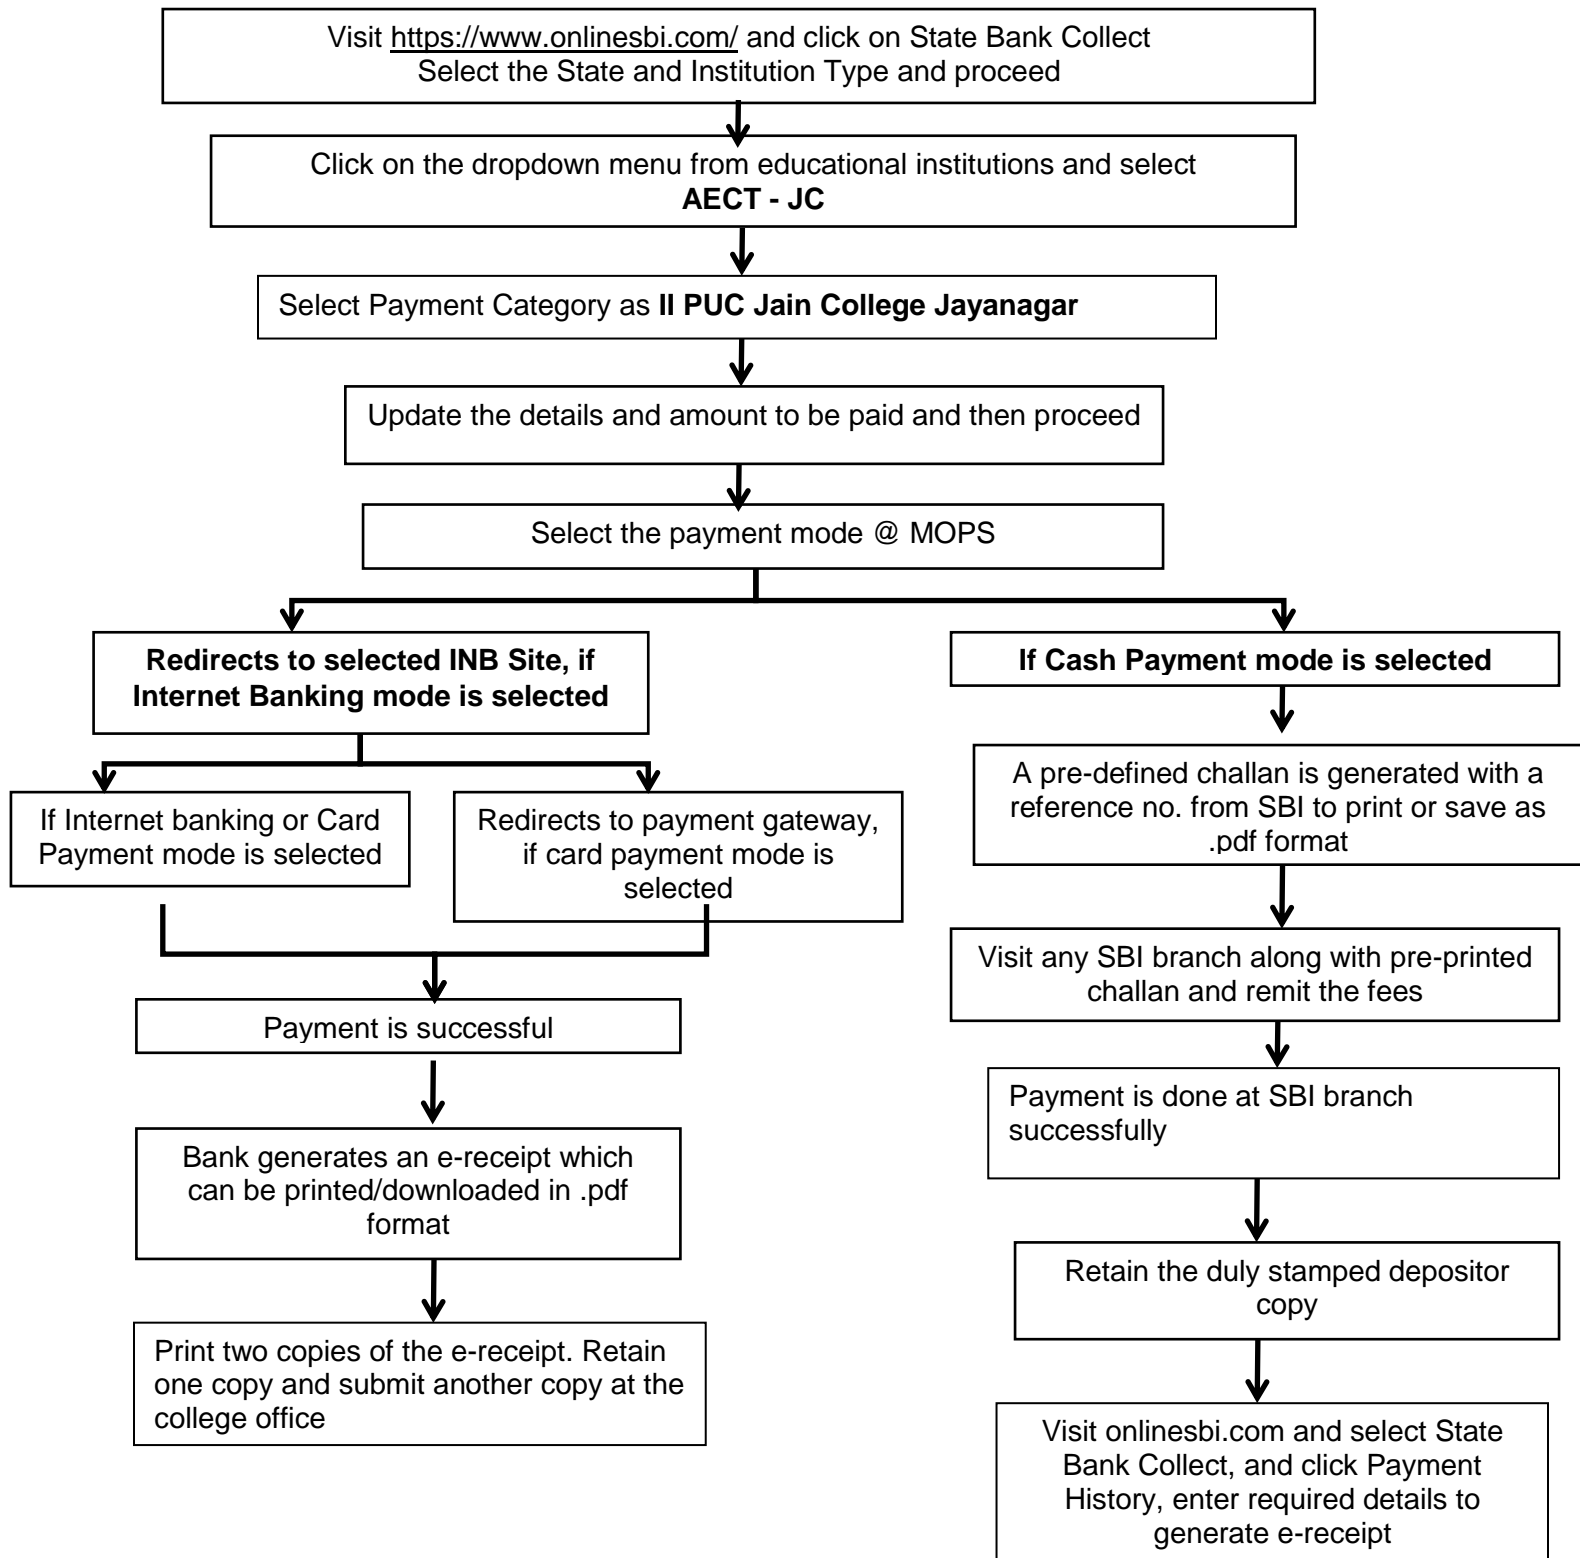 Visit https://www.onlinesbi.com/ and click on State Bank Collect
Select the State and Institution Type and proceed
Click on the dropdown menu from educational institutions and select
AECT - JC
Select Payment Category as II PUC Jain College Jayanagar
Update the details and amount to be paid and then proceed
Select the payment mode @ MOPS
Redirects to selected INB Site, if
Internet Banking mode is selected
If Internet banking or Card
Payment mode is selected
Redirects to payment gateway,
if card payment mode is
selected
Payment is successful
Bank generates an e-receipt which
can be printed/downloaded in .pdf
format
Print two copies of the e-receipt. Retain
one copy and submit another copy at the
college office
If Cash Payment mode is selected
A pre-defined challan is generated with a
reference no. from SBI to print or save as
.pdf format
Visit any SBI branch along with pre-printed
challan and remit the fees
Payment is done at SBI branch
successfully
Retain the duly stamped depositor
copy
Visit onlinesbi.com and select State
Bank Collect, and click Payment
History, enter required details to
generate e-receipt